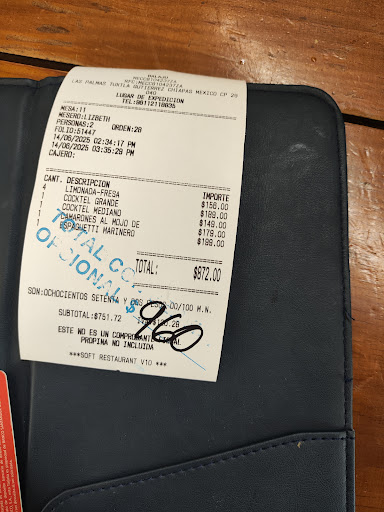 LAS PALMAS TUXTLA GUTIERREZ CHIAPAS MEXICO CP 29
040
LUGAR DE EXPEDICION
MESA:11
MESERO:LIZBETH
PERSONAS:2 ORDEN:28
FOLIO:51447
14/06/2025 02:34:17 PM
14/06/2025 03:35:29 PM
CAJERO:
CANT. DESCRIPCION IMPORTE
4 LIMONADA-FRESA $156.00
1 COCKTEL GRANDE $189.00
1 COCKTEL MEDIANO $149.00
1 CAMARONES AL MOJO DE $179.00
1 ESPAGUETTI MARINERO $199.00
TOTAL: $872.00
TOTAL CON
OPCIONAL $ 960
SON:OCHOCIENTOS SETENTA Y DOS PESOS 00/100 M.N.
SUBTOTAL:$751.72
ESTE NO ES UN COMPROBANTE FISCAL
PROPINA NO INCLUIDA
***SOFT RESTAURANT V10 ***